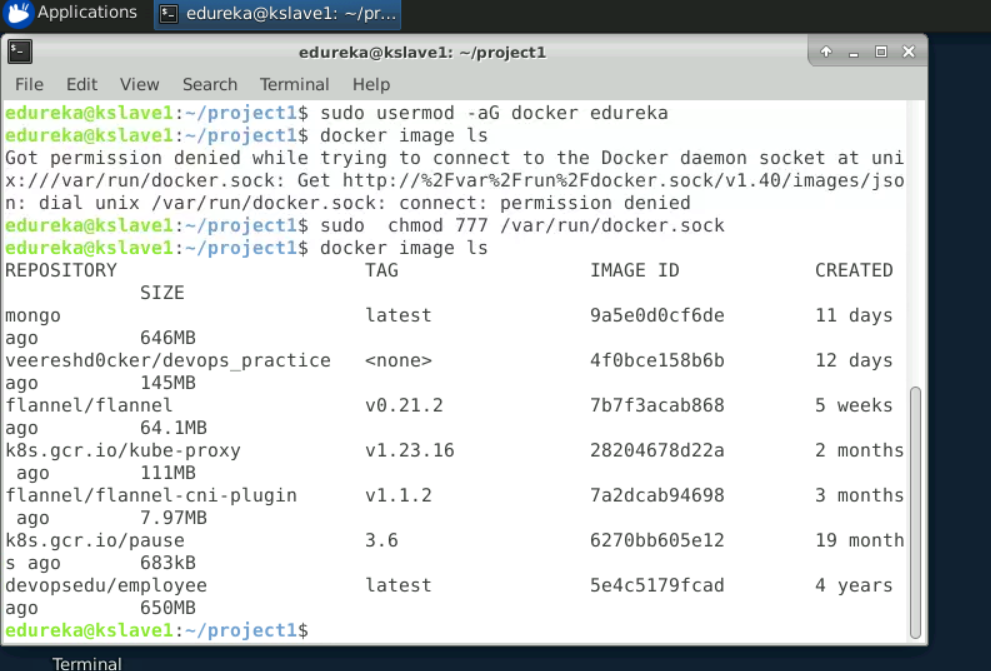 Applications
edureka@kslave1: ~/pr...
edureka@kslave1: ~/project1
File Edit View Search Terminal Help
edureka@kslave1:~/project1$ sudo usermod -aG docker edureka
edureka@kslave1:~/project1$ docker image ls
Got permission denied while trying to connect to the Docker daemon socket at uni
x:///var/run/docker.sock: Get http://%2Fvar%2Frun%2Fdocker.sock/v1.40/images/jso
n: dial unix /var/run/docker.sock: connect: permission denied
edureka@kslave1:~/project1$ sudo  chmod 777 /var/run/docker.sock
edureka@kslave1:~/project1$ docker image ls
REPOSITORY                      TAG                 IMAGE ID            CREATED
            SIZE
mongo                           latest              9a5e0d0cf6de        11 days
ago         646MB
veereshd0cker/devops_practice   <none>              4f0bce158b6b        12 days
ago         145MB
flannel/flannel                 v0.21.2             7b7f3acab868        5 weeks
ago         64.1MB
k8s.gcr.io/kube-proxy           v1.23.16            28204678d22a        2 months
 ago        111MB
flannel/flannel-cni-plugin      v1.1.2              7a2dcab94698        3 months
 ago        7.97MB
k8s.gcr.io/pause                3.6                 6270bb605e12        19 month
s ago       683kB
devopsedu/employee              latest              5e4c5179fcad        4 years
ago         650MB
edureka@kslave1:~/project1$
Terminal